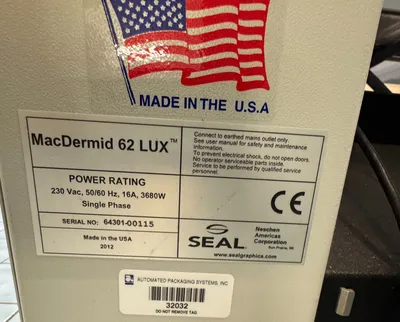 MADE IN THE U.S.A
MacDermid 62 LUX™
POWER RATING
230 Vac, 50/60 Hz, 16A, 3680W
Single Phase
SERIAL NO: 64301-00115
Made in the USA
2012
Connect to earthed mains outlet only.
See user manual for safety and maintenance
information.
To prevent electrical shock, do not open doors.
No operator serviceable parts inside.
Service to be performed by qualified service
personnel.
CE
SEAL
Neschen
Americas
Corporation
Elk Prairie, WI
www.sealgraphics.com
AUTOMATED PACKAGING SYSTEMS, INC
32032
DO NOT REMOVE TAG